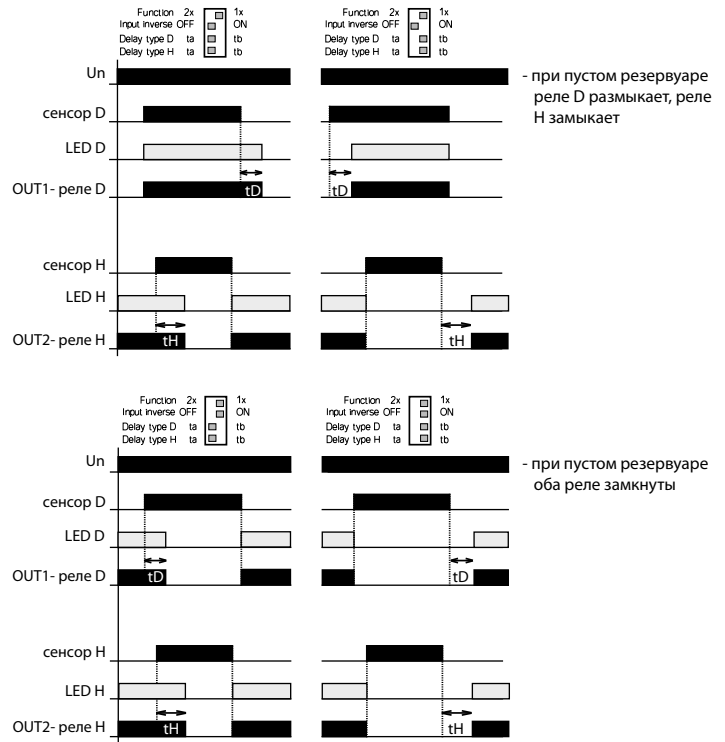 Function 2x 1x
Input inverse OFF ON
Delay type D ta tb
Delay type H ta tb
Function 2x 1x
Input inverse OFF ON
Delay type D ta tb
Delay type H ta tb
Un
- при пустом резервуаре
реле D размыкает, реле
H замыкает
сенсор D
LED D
OUT1- реле D
tD
tD
сенсор H
LED H
OUT2- реле H
tH
tH
Function 2x 1x
Input inverse OFF ON
Delay type D ta tb
Delay type H ta tb
Function 2x 1x
Input inverse OFF ON
Delay type D ta tb
Delay type H ta tb
Un
- при пустом резервуаре
оба реле замкнуты
сенсор D
LED D
OUT1- реле D
tD
tD
сенсор H
LED H
OUT2- реле H
tH
tH